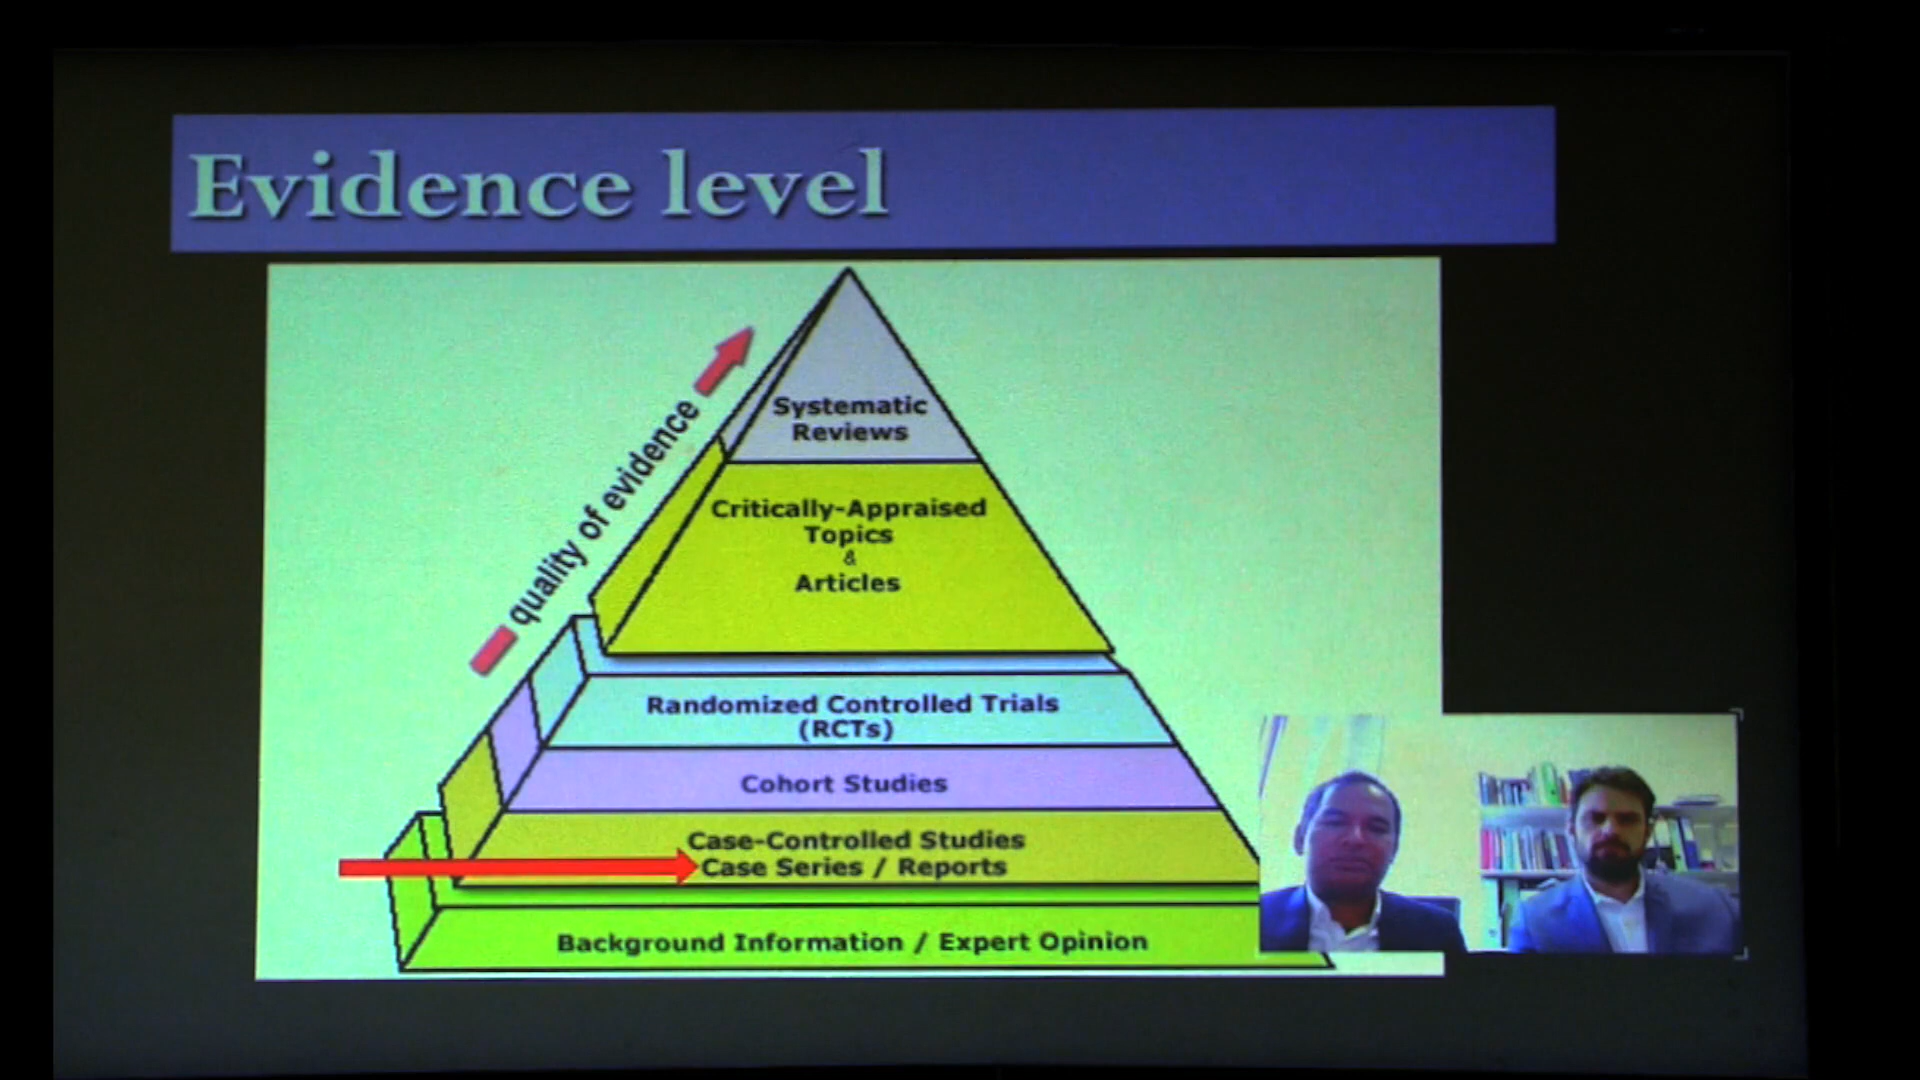 Evidence level
quality of evidence
Systematic
Reviews
Critically-Appraised
Topics
&
Articles
Randomized Controlled Trials
(RCTs)
Cohort Studies
Case-Controlled Studies
Case Series / Reports
Background Information / Expert Opinion